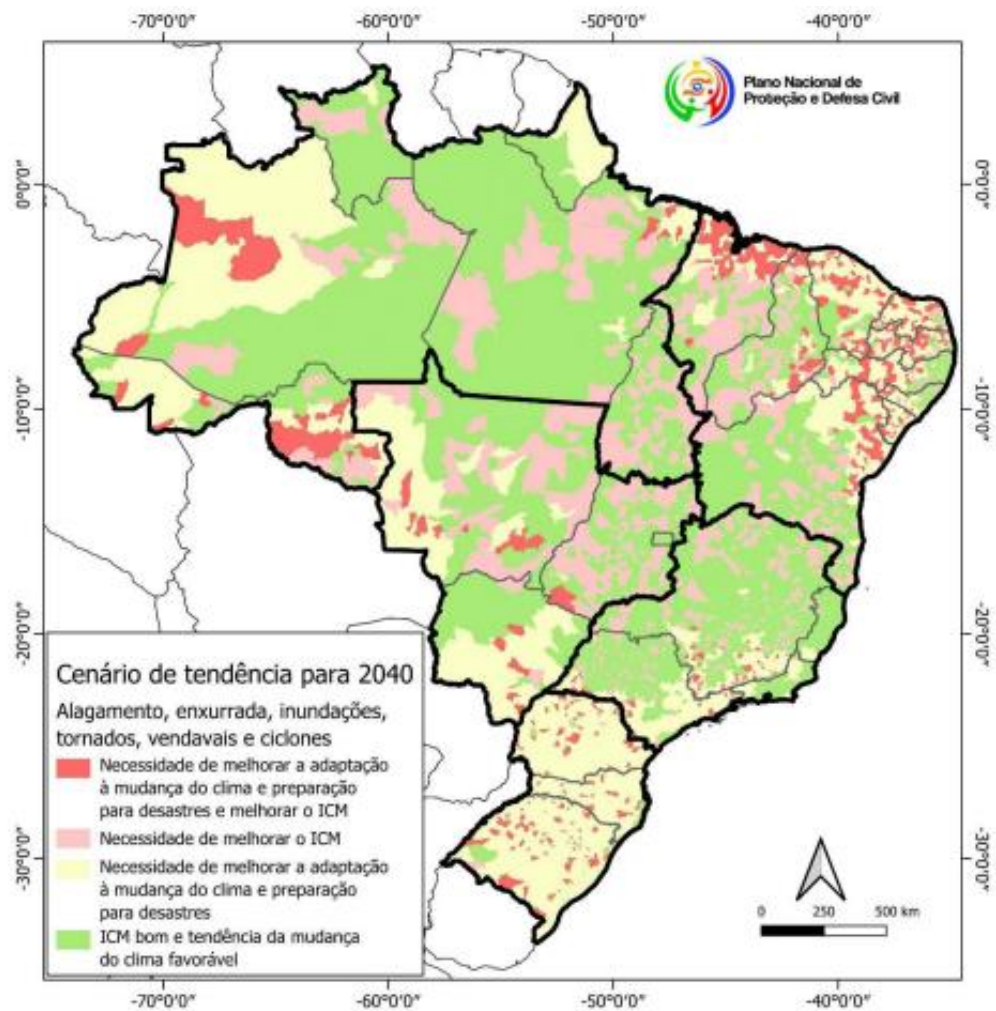 -70°0'0" -60°0'0" -50°0'0" -40°0'0"
Plano Nacional de
Proteção e Defesa Civil
0°0'0" 0°0'0"
-10°0'0" -10°0'0"
-20°0'0" -20°0'0"
-30°0'0" -30°0'0"
Cenário de tendência para 2040
Alagamento, enxurrada, inundações,
tornados, vendavais e ciclones
Necessidade de melhorar a adaptação
à mudança do clima e preparação
para desastres e melhorar o ICM
Necessidade de melhorar o ICM
Necessidade de melhorar a adaptação
à mudança do clima e preparação
para desastres
ICM bom e tendência da mudança
do clima favorável
0 250 500 km
-70°0'0" -60°0'0" -50°0'0" -40°0'0"